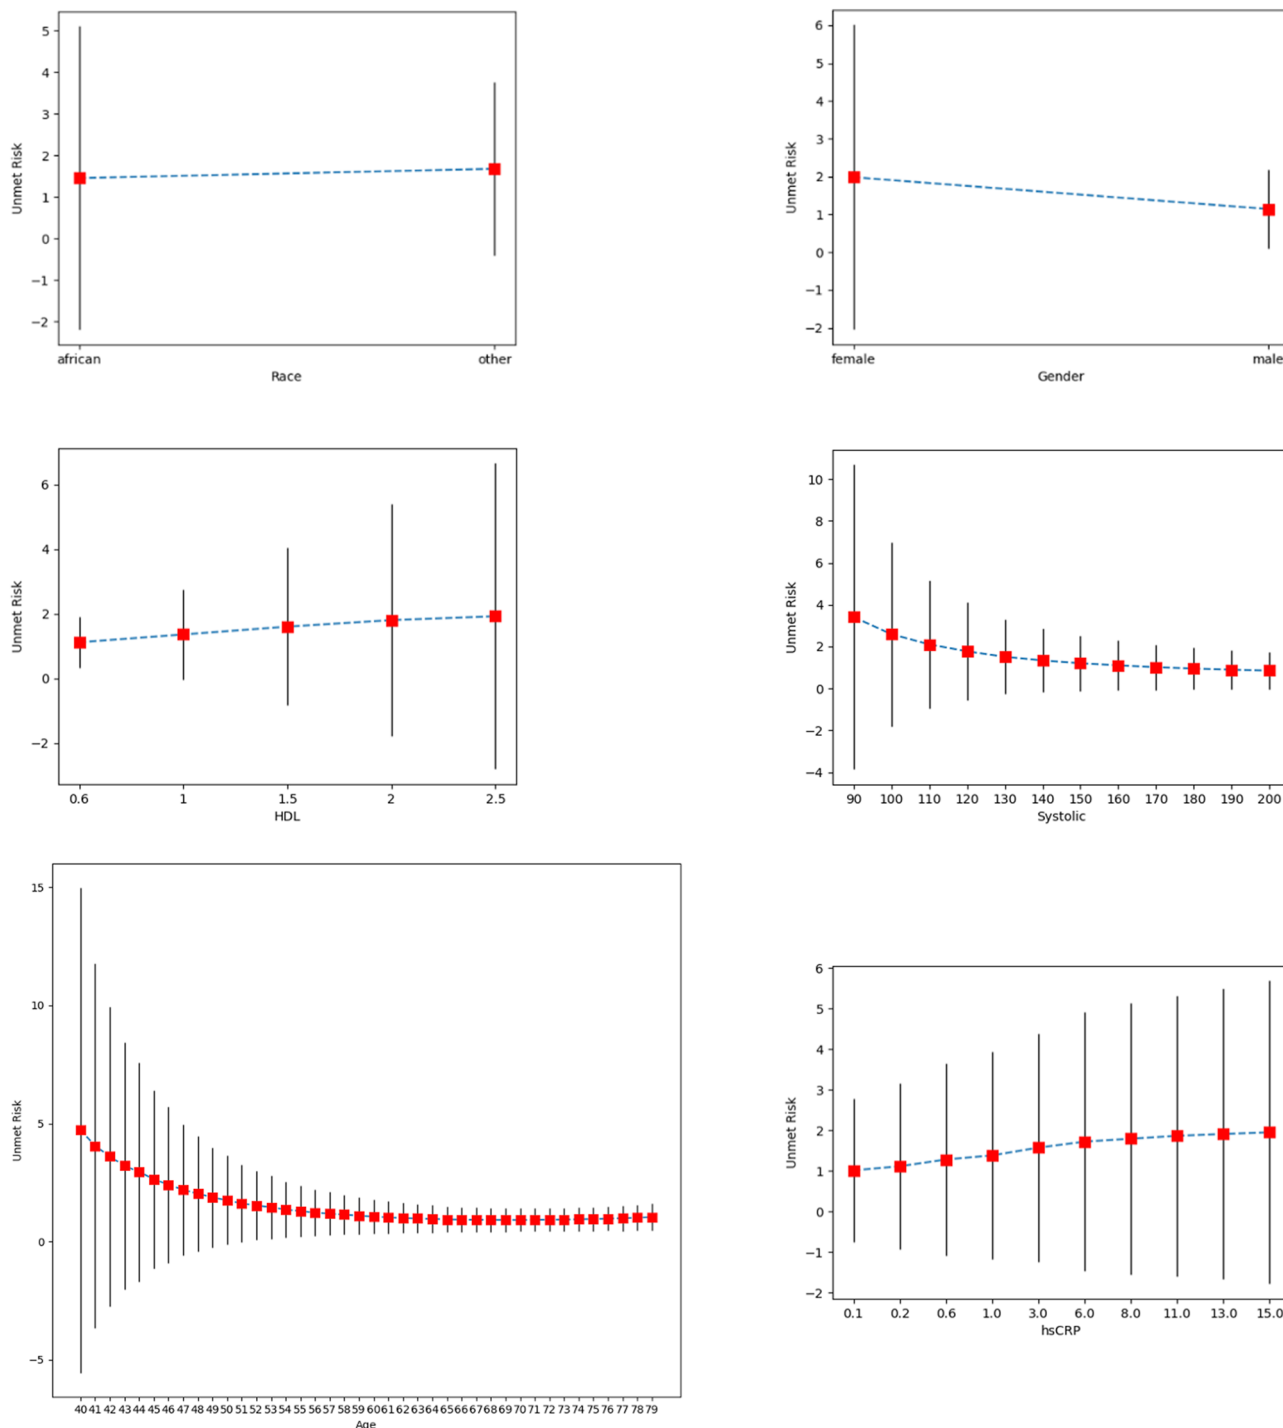 5
4
3
2
1
0
−1
−2
Unmet Risk
african
other
Race
6
5
4
3
2
1
0
−1
−2
Unmet Risk
female
male
Gender
6
4
2
0
−2
Unmet Risk
0.6 1 1.5 2 2.5
HDL
10
8
6
4
2
0
−2
−4
Unmet Risk
90 100 110 120 130 140 150 160 170 180 190 200
Systolic
15
10
5
0
−5
Unmet Risk
40 41 42 43 44 45 46 47 48 49 50 51 52 53 54 55 56 57 58 59 60 61 62 63 64 65 66 67 68 69 70 71 72 73 74 75 76 77 78 79
Age
6
5
4
3
2
1
0
−1
−2
Unmet Risk
0.1 0.2 0.6 1.0 3.0 6.0 8.0 11.0 13.0 15.0
hsCRP